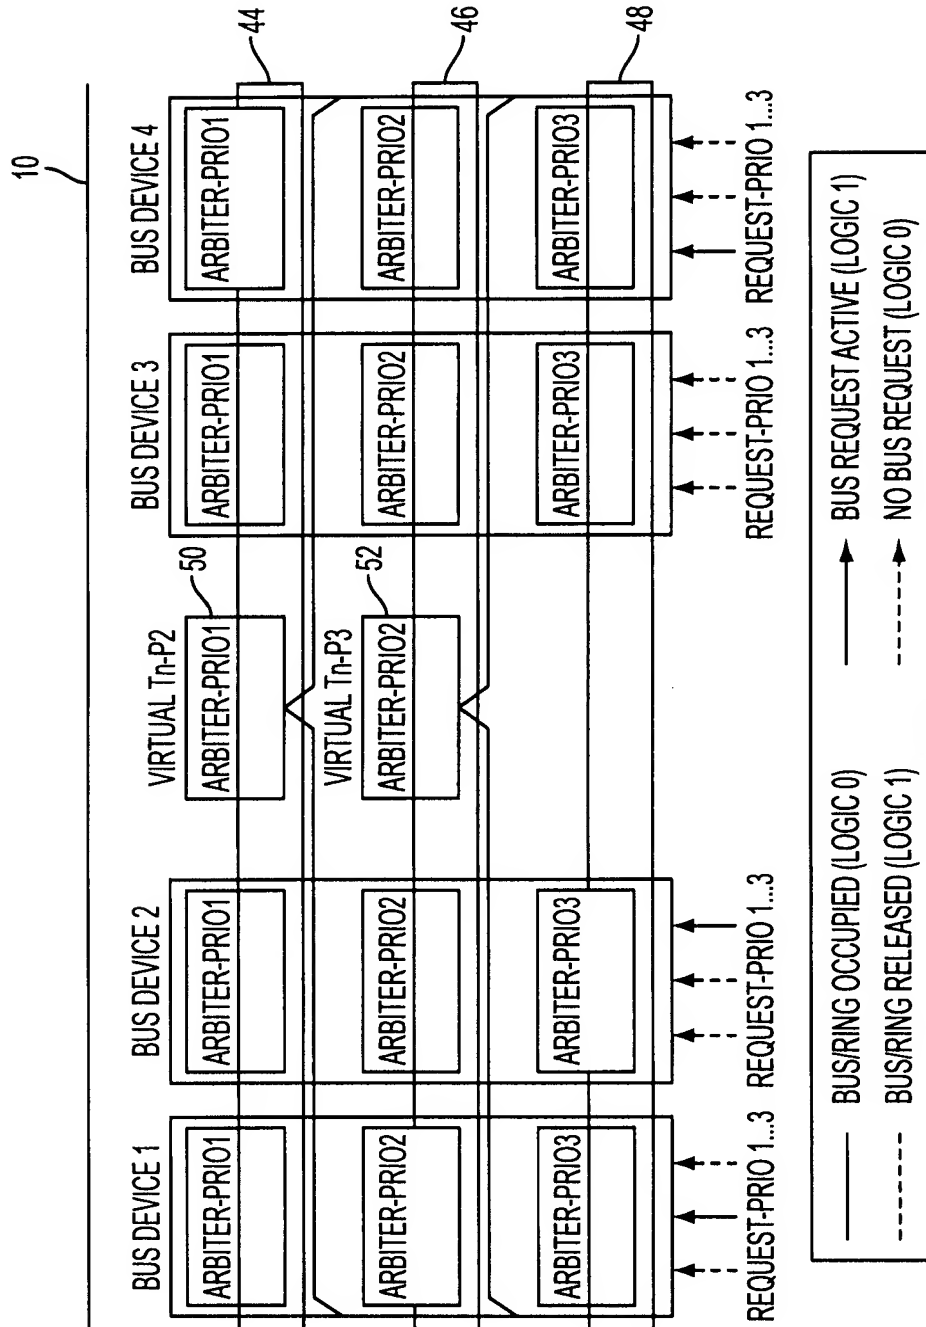 10
BUS DEVICE 1
BUS DEVICE 2
BUS DEVICE 3
BUS DEVICE 4
VIRTUAL Tn-P2
50
44
ARBITER-PRIO1
ARBITER-PRIO1
ARBITER-PRIO1
ARBITER-PRIO1
ARBITER-PRIO1
VIRTUAL Tn-P3
52
46
ARBITER-PRIO2
ARBITER-PRIO2
ARBITER-PRIO2
ARBITER-PRIO2
ARBITER-PRIO2
48
ARBITER-PRIO3
ARBITER-PRIO3
ARBITER-PRIO3
ARBITER-PRIO3
REQUEST-PRIO 1...3
REQUEST-PRIO 1...3
REQUEST-PRIO 1...3
REQUEST-PRIO 1...3
BUS/RING OCCUPIED (LOGIC 0)
BUS/RING RELEASED (LOGIC 1)
BUS REQUEST ACTIVE (LOGIC 1)
NO BUS REQUEST (LOGIC 0)